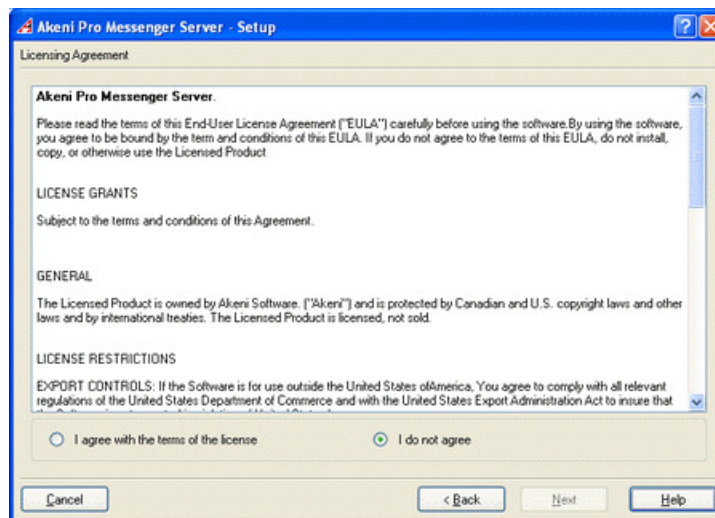 Akeni Pro Messenger Server - Setup
Licensing Agreement
Akeni Pro Messenger Server.
Please read the terms of this End-User License Agreement ("EULA") carefully before using the software.By using the software,
you agree to be bound by the term and conditions of this EULA. If you do not agree to the terms of this EULA, do not install,
copy, or otherwise use the Licensed Product
LICENSE GRANTS
Subject to the terms and conditions of this Agreement.
GENERAL
The Licensed Product is owned by Akeni Software. ("Akeni") and is protected by Canadian and U.S. copyright laws and other
laws and by international treaties. The Licensed Product is licensed, not sold.
LICENSE RESTRICTIONS
EXPORT CONTROLS: If the Software is for use outside the United States ofAmerica, You agree to comply with all relevant
regulations of the United States Department of Commerce and with the United States Export Administration Act to insure that
I agree with the terms of the license
I do not agree
Cancel
< Back
Next
Help